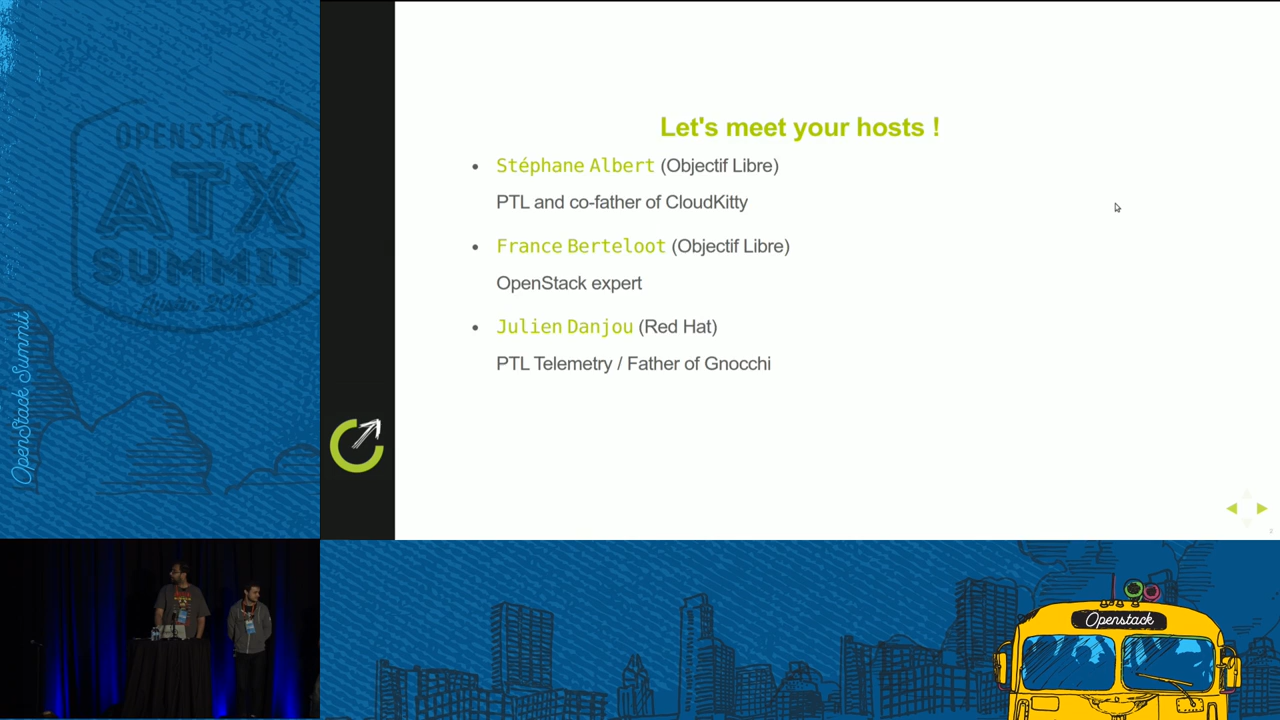 OPENSTACK
ATX
SUMMIT
Austin 2016
OpenStack Summit
Let's meet your hosts !
• Stéphane Albert (Objectif Libre)
PTL and co-father of CloudKitty
• France Berteloot (Objectif Libre)
OpenStack expert
• Julien Danjou (Red Hat)
PTL Telemetry / Father of Gnocchi
Openstack